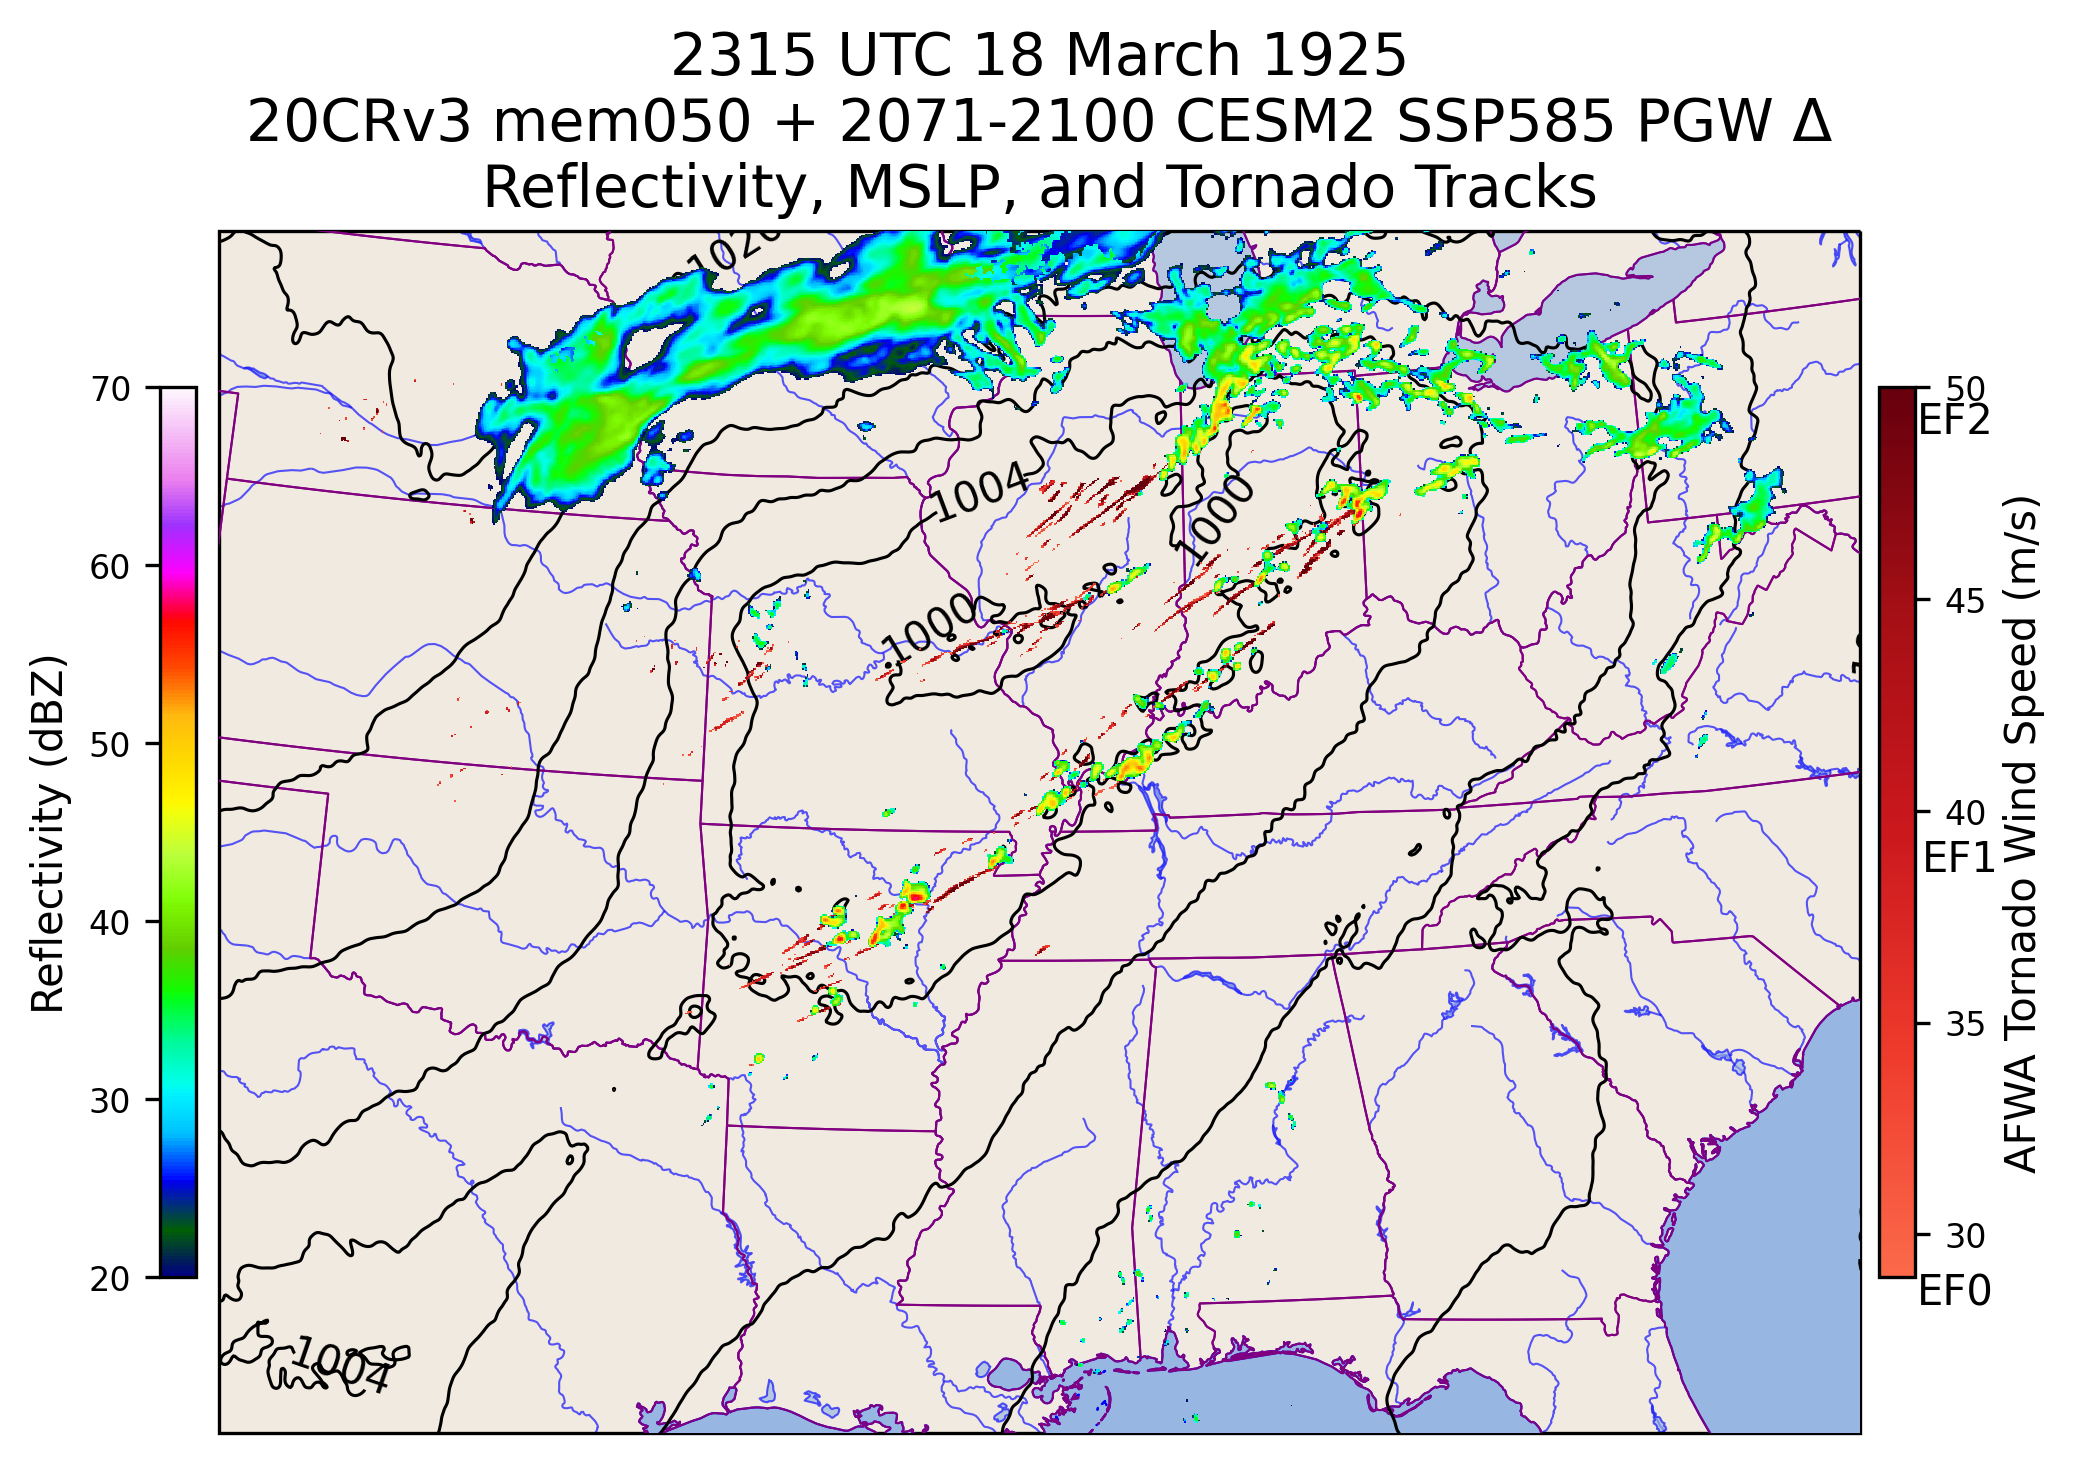 2315 UTC 18 March 1925
20CRv3 mem050 + 2071-2100 CESM2 SSP585 PGW Δ
Reflectivity, MSLP, and Tornado Tracks
70
60
50
40
30
20
Reflectivity (dBZ)
1004
1000
1000
1004
50
EF2
45
40
EF1
35
30
EF0
AFWA Tornado Wind Speed (m/s)